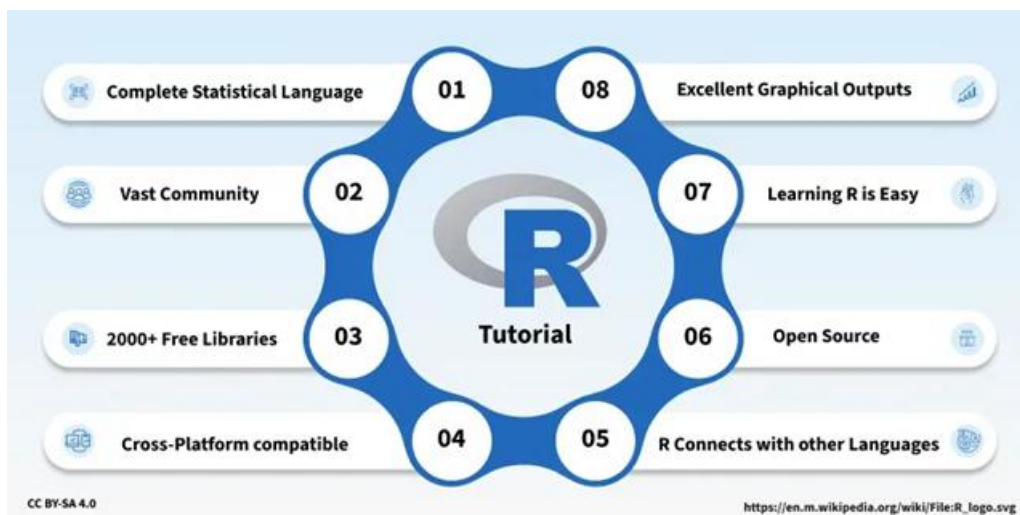 01
Complete Statistical Language
02
Vast Community
03
2000+ Free Libraries
04
Cross-Platform compatible
05
R Connects with other Languages
06
Open Source
07
Learning R is Easy
08
Excellent Graphical Outputs
R
Tutorial
CC BY-SA 4.0
https://en.m.wikipedia.org/wiki/File:R_logo.svg